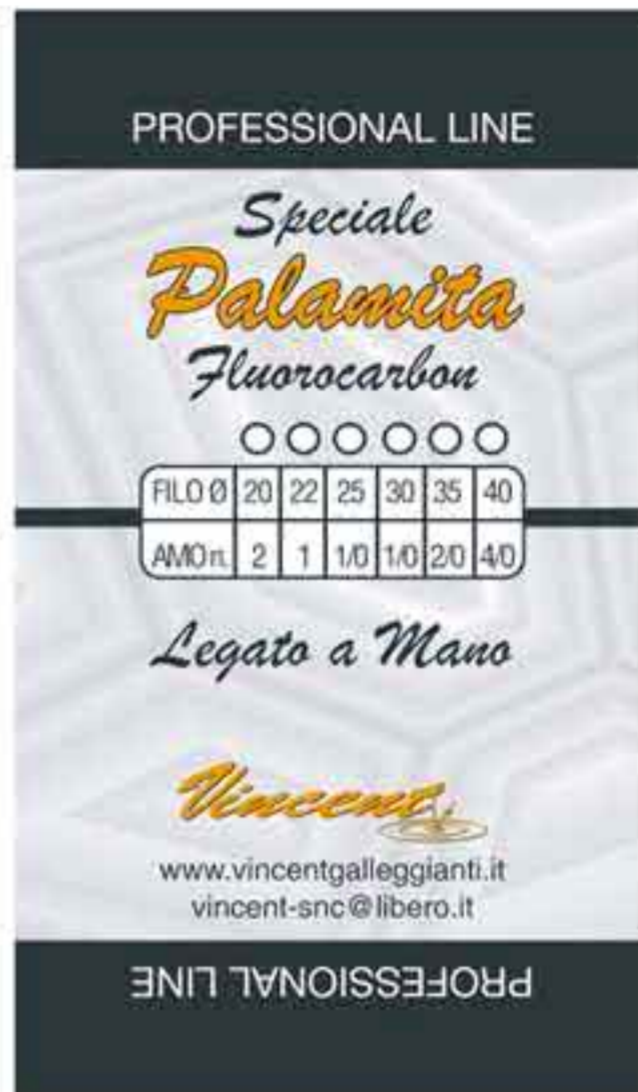 PROFESSIONAL LINE
Speciale
Palamita
Fluorocarbon
FILO Ø 20 22 25 30 35 40
AMO n. 2 1 1/0 1/0 2/0 4/0
Legato a Mano
Vincent
www.vincentgalleggianti.it
vincent-snc@libero.it
PROFESSIONAL LINE